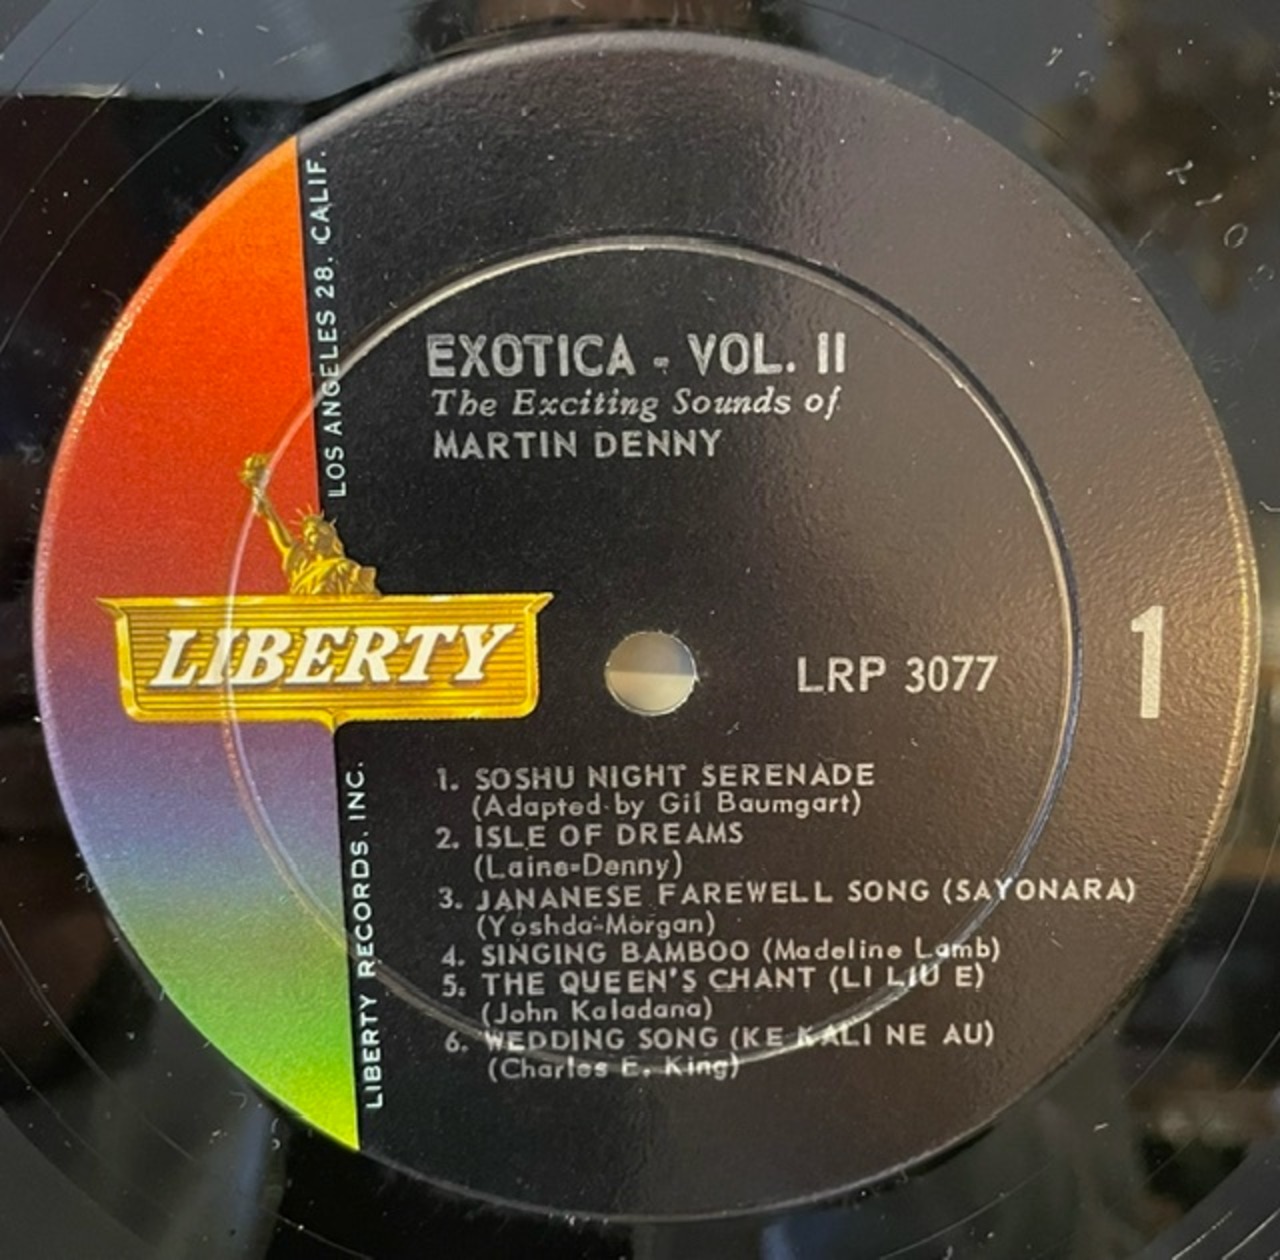 EXOTICA - VOL. II
The Exciting Sounds of
MARTIN DENNY
LOS ANGELES 28, CALIF.
LIBERTY
LRP 3077
1
LIBERTY RECORDS, INC.
1. SOSHU NIGHT SERENADE
(Adapted by Gil Baumgart)
2. ISLE OF DREAMS
(Laine-Denny)
3. JANANESE FAREWELL SONG (SAYONARA)
(Yoshda-Morgan)
4. SINGING BAMBOO (Madeline Lamb)
5. THE QUEEN'S CHANT (LI LIU E)
(John Kaladana)
6. WEDDING SONG (KE KALI NE AU)
(Charles E. King)